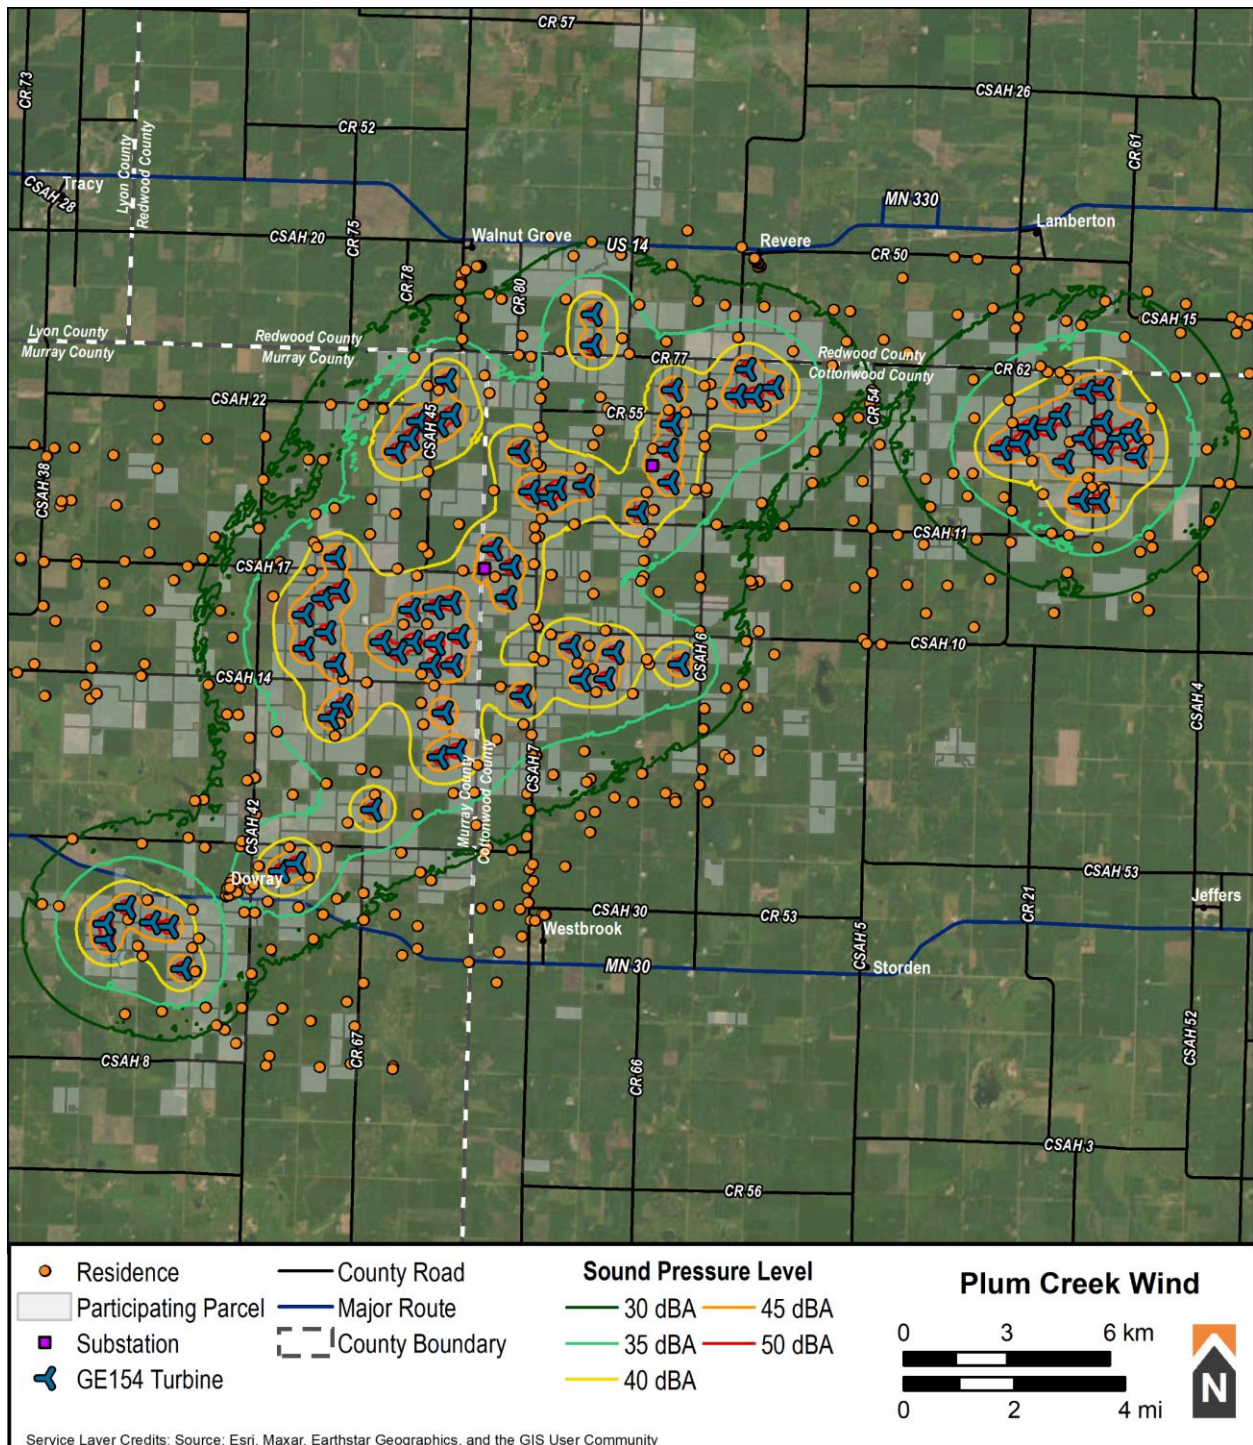 CR 57
CR 73
CSAH 26
CR 52
CR 61
Lyon County
Redwood County
Tracy
CSAH 28
MN 330
Lamberton
CSAH 20
CR 75
Walnut Grove
US 14
Revere
CR 50
CR 78
CR 80
CSAH 15
Lyon County
Murray County
Redwood County
Murray County
CR 77
Redwood County
Cottonwood County
CR 62
CSAH 22
CSAH 45
CR 55
CR 54
CSAH 38
CSAH 11
CSAH 17
CSAH 6
CSAH 10
CSAH 14
CSAH 4
CSAH 7
Murray County
Cottonwood County
CSAH 42
Dovray
CSAH 53
CR 21
Jeffers
CSAH 30
CR 53
Westbrook
CSAH 5
MN 30
Storden
CSAH 8
CR 67
CR 66
CSAH 52
CSAH 3
CR 56
Residence
Participating Parcel
Substation
GE154 Turbine
County Road
Major Route
County Boundary
Sound Pressure Level
30 dBA
45 dBA
35 dBA
50 dBA
40 dBA
Plum Creek Wind
0 3 6 km
0 2 4 mi
N
Service Layer Credits: Source: Esri, Maxar, Earthstar Geographics, and the GIS User Community